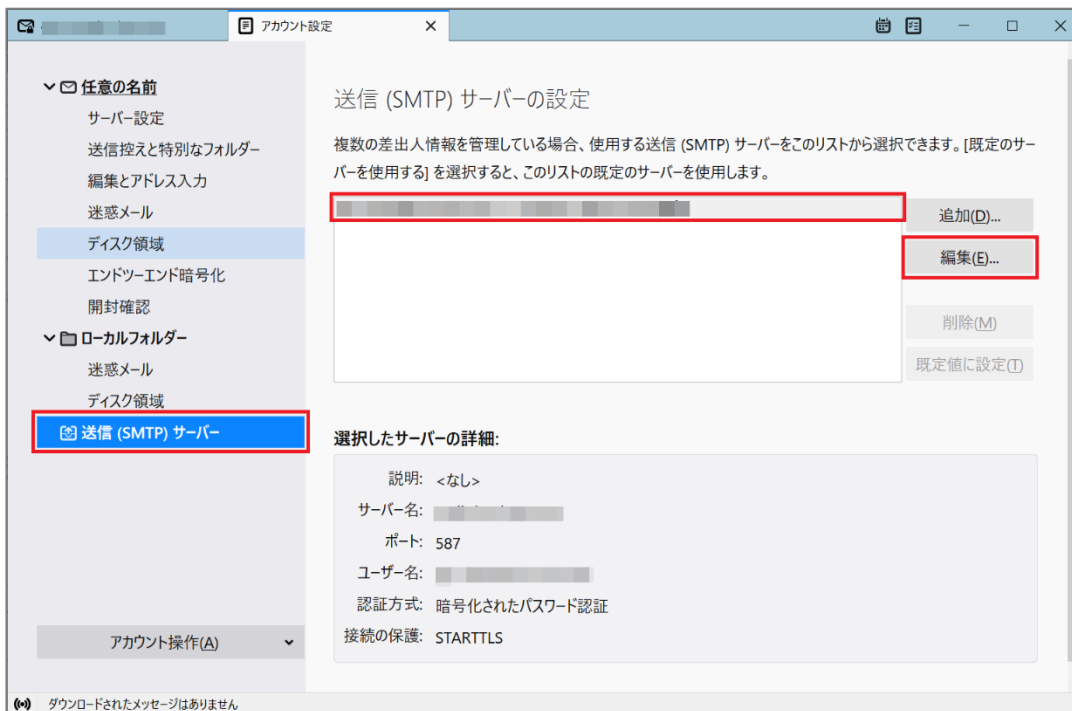 アカウント設定
任意の名前
サーバー設定
送信控えと特別なフォルダー
編集とアドレス入力
迷惑メール
ディスク領域
エンドツーエンド暗号化
開封確認
ローカルフォルダー
迷惑メール
ディスク領域
送信 (SMTP) サーバー
アカウント操作(A)
送信 (SMTP) サーバーの設定
複数の差出人情報を管理している場合、使用する送信 (SMTP) サーバーをこのリストから選択できます。[既定のサー
バーを使用する] を選択すると、このリストの既定のサーバーを使用します。
追加(D)...
編集(E)...
削除(M)
既定値に設定(T)
選択したサーバーの詳細:
説明: <なし>
サーバー名:
ポート: 587
ユーザー名:
認証方式: 暗号化されたパスワード認証
接続の保護: STARTTLS
ダウンロードされたメッセージはありません